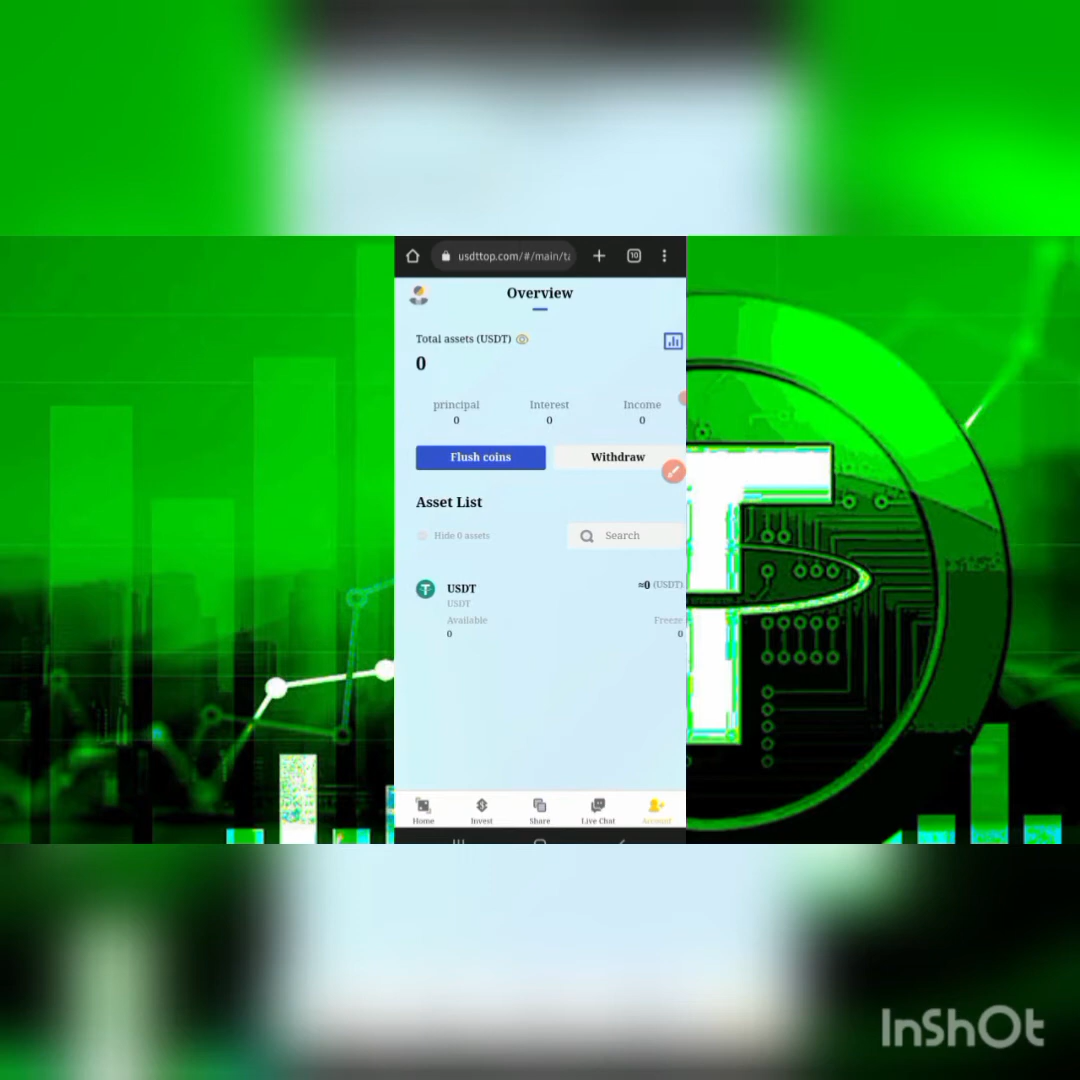 usdttop.com/#/main/ta
10
Overview
Total assets (USDT)
0
principal Interest Income
0 0 0
Flush coins Withdraw
Asset List
Hide 0 assets Search
USDT ≈0 (USDT)
USDT
Available Freeze
0 0
Home Invest Share Live Chat Account
InShOt